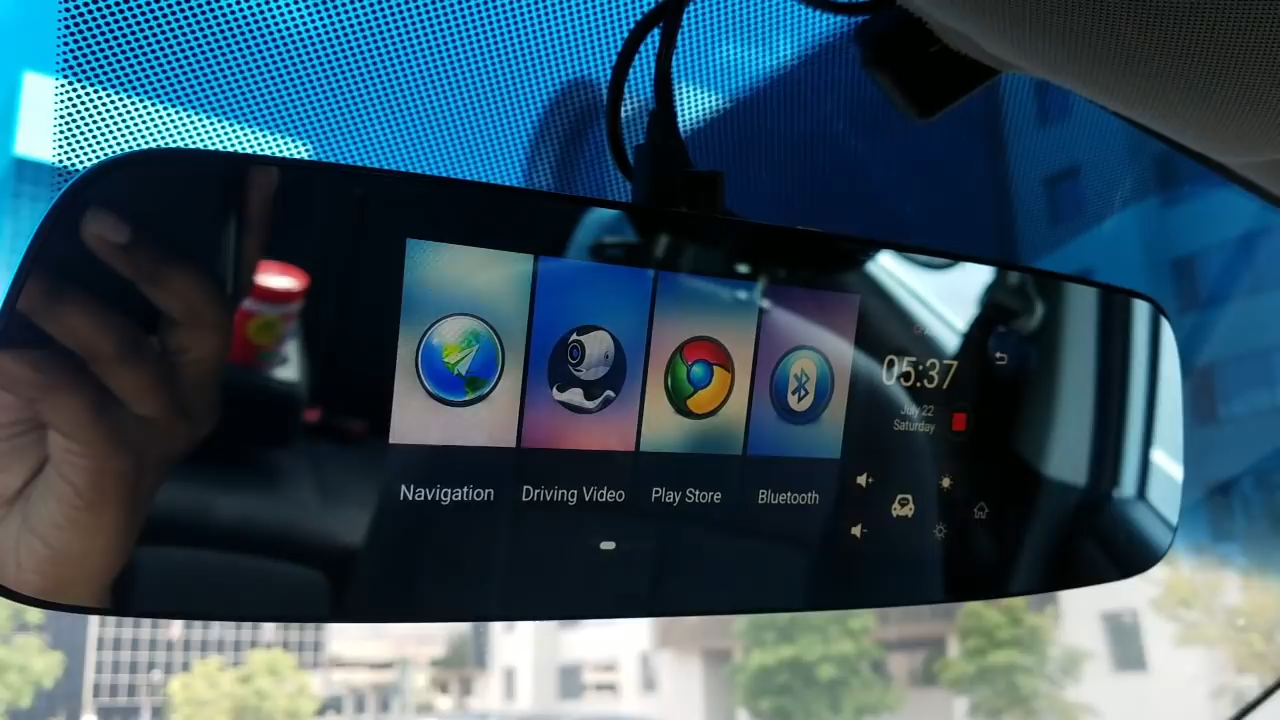 Navigation
Driving Video
Play Store
Bluetooth
05:37
July 22
Saturday